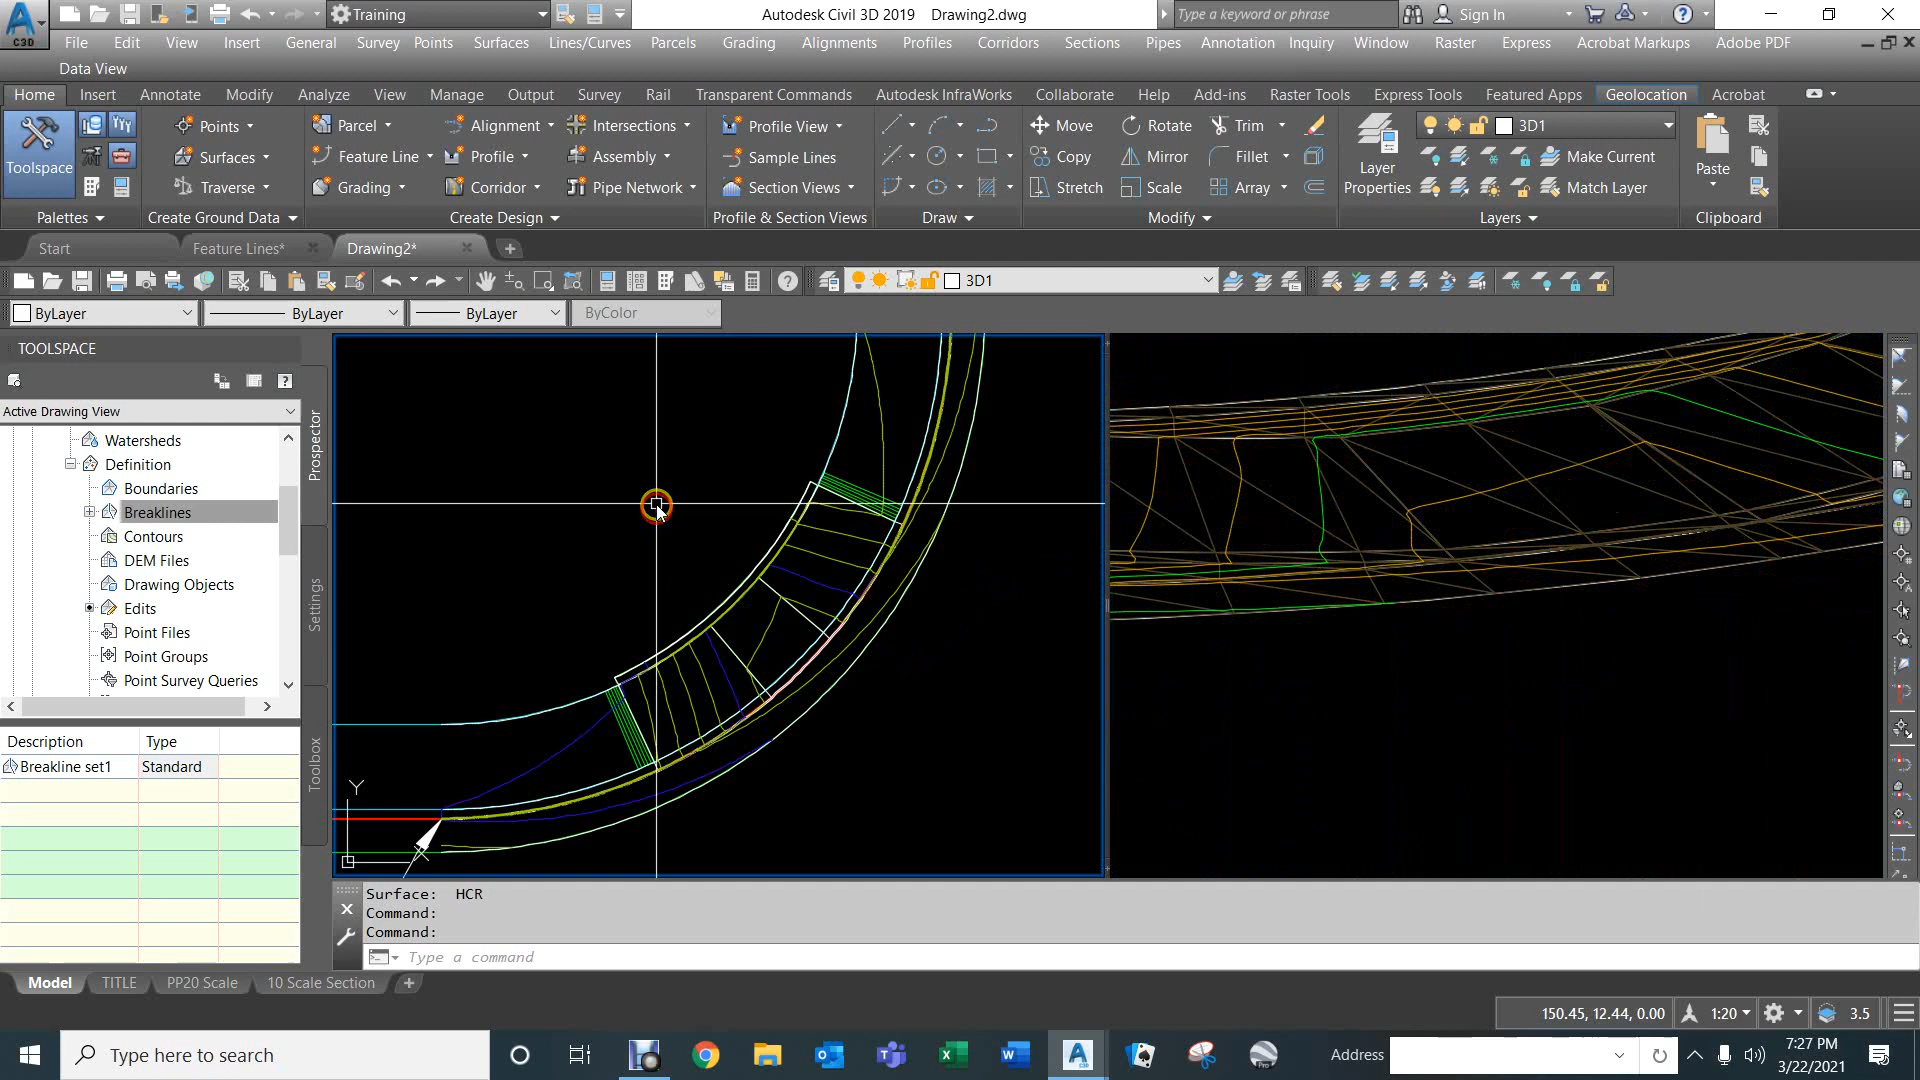 Training
Autodesk Civil 3D 2019 Drawing2.dwg
Type a keyword or phrase
Sign In
C3D
File Edit View Insert General Survey Points Surfaces Lines/Curves Parcels Grading Alignments Profiles Corridors Sections Pipes Annotation Inquiry Window Raster Express Acrobat Markups Adobe PDF
Data View
Home Insert Annotate Modify Analyze View Manage Output Survey Rail Transparent Commands Autodesk InfraWorks Collaborate Help Add-ins Raster Tools Express Tools Featured Apps Geolocation Acrobat
Points Parcel Alignment Intersections Profile View Move Rotate Trim 3D1
Surfaces Feature Line Profile Assembly Sample Lines Copy Mirror Fillet Make Current
Toolspace Layer Properties Paste
Traverse Grading Corridor Pipe Network Section Views Stretch Scale Array Match Layer
Palettes Create Ground Data Create Design Profile & Section Views Draw Modify Layers Clipboard
Start Feature Lines* Drawing2*
3D1
ByLayer ByLayer ByLayer ByColor
TOOLSPACE
Active Drawing View
Prospector
Settings
Toolbox
Watersheds
Definition
Boundaries
Breaklines
Contours
DEM Files
Drawing Objects
Edits
Point Files
Point Groups
Point Survey Queries
Description Type
Breakline set1 Standard
Y
X
Surface: HCR
Command:
Command:
Type a command
Model TITLE PP20 Scale 10 Scale Section
150.45, 12.44, 0.00 1:20 3.5
Type here to search
Address
7:27 PM
3/22/2021